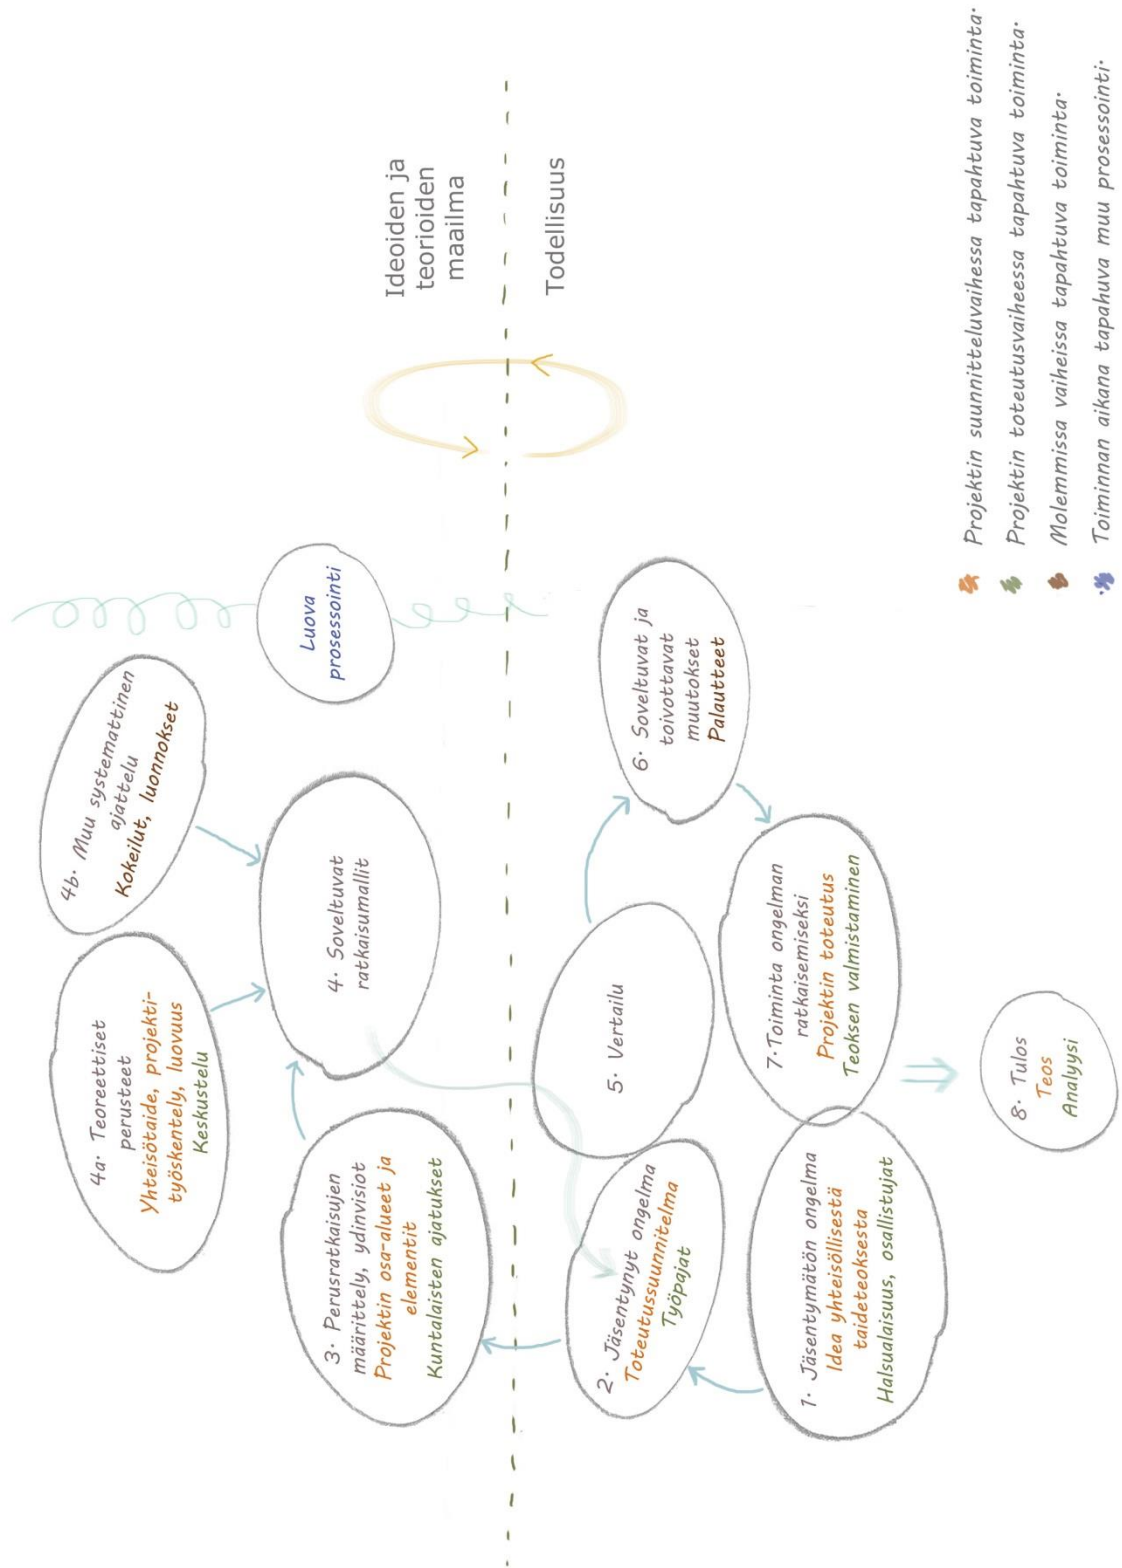 4a. Teoreettiset
perusteet
Yhteisötaide, projekti-
työskentely, luovuus
Keskustelu
4b. Muu systemattinen
ajattelu
Kokeilut, luonnokset
Luova
prosessointi
3. Perusratkaisujen
määrittely, ydinvisiot
Projektin osa-alueet ja
elementit
Kuntalaisten ajatukset
4. Soveltuvat
ratkaisumallit
Ideoiden ja
teorioiden
maailma
Todellisuus
2. Jäsentynyt ongelma
Toteutussuunnitelma
Työpajat
5. Vertailu
6. Soveltuvat ja
toivottavat
muutokset
Palautteet
1. Jäsentymätön ongelma
Idea yhteisöllisestä
taideteoksesta
Halsualaisuus, osallistujat
7. Toiminta ongelman
ratkaisemiseksi
Projektin toteutus
Teoksen valmistaminen
8. Tulos
Teos
Analyysi
Projektin suunnitteluvaihessa tapahtuva toiminta.
Projektin toteutusvaiheessa tapahtuva toiminta.
Molemmissa vaiheissa tapahtuva toiminta.
Toiminnan aikana tapahuva muu prosessointi.